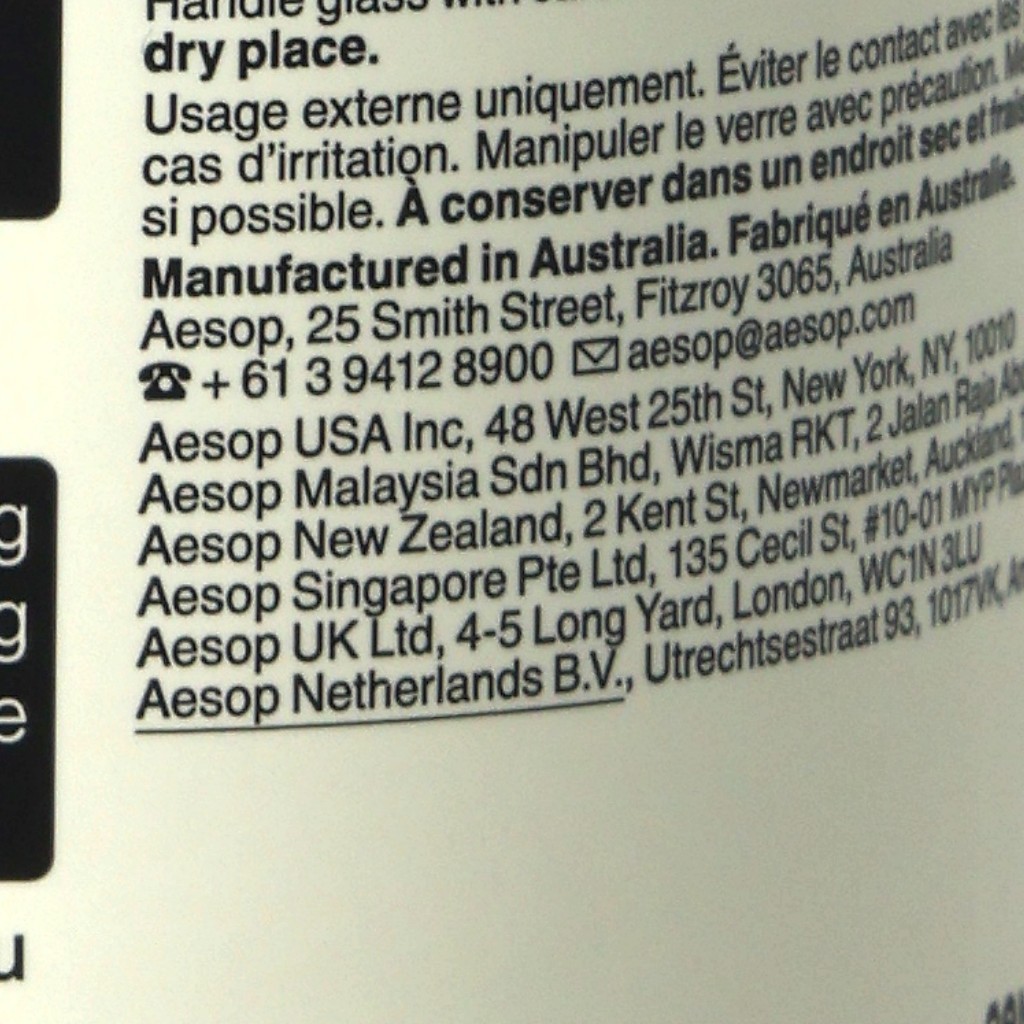 Handle glass with
dry place.
Usage externe uniquement. Éviter le contact avec les
cas d'irritation. Manipuler le verre avec précaution.
si possible. À conserver dans un endroit sec et frais
Manufactured in Australia. Fabriqué en Australie.
Aesop, 25 Smith Street, Fitzroy 3065, Australia
☎ + 61 3 9412 8900 ✉ aesop@aesop.com
Aesop USA Inc, 48 West 25th St, New York, NY, 10010
Aesop Malaysia Sdn Bhd, Wisma RKT, 2 Jalan Raja
Aesop New Zealand, 2 Kent St, Newmarket, Auckland,
Aesop Singapore Pte Ltd, 135 Cecil St, #10-01 MYP
Aesop UK Ltd, 4-5 Long Yard, London, WC1N 3LU
Aesop Netherlands B.V., Utrechtsestraat 93, 1017VK,
g
g
e
u